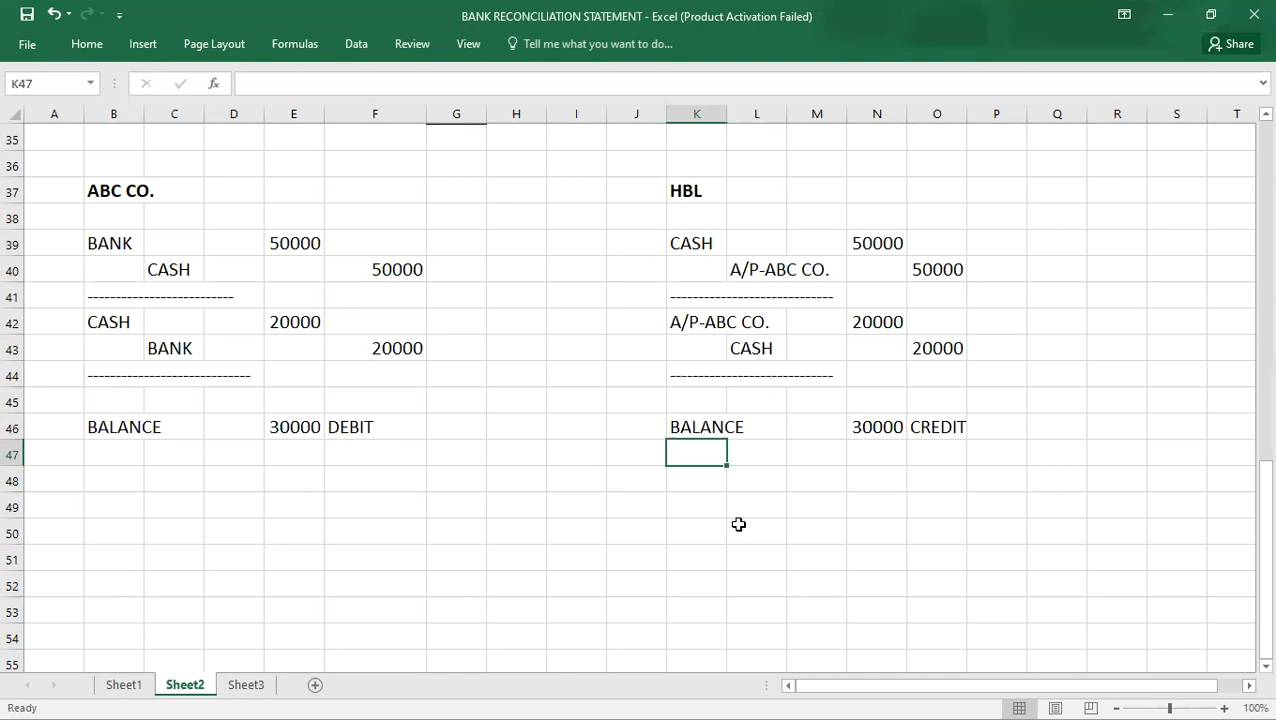 BANK RECONCILIATION STATEMENT - Excel (Product Activation Failed)
File Home Insert Page Layout Formulas Data Review View Tell me what you want to do... Share
K47 fx
A B C D E F G H I J K L M N O P Q R S T
35
36
37 ABC CO. HBL
38
39 BANK 50000 CASH 50000
40 CASH 50000 A/P-ABC CO. 50000
41 -------------------------- -----------------------------
42 CASH 20000 A/P-ABC CO. 20000
43 BANK 20000 CASH 20000
44 ----------------------------- -----------------------------
45
46 BALANCE 30000 DEBIT BALANCE 30000 CREDIT
47
48
49
50
51
52
53
54
55
Sheet1 Sheet2 Sheet3
Ready 100%